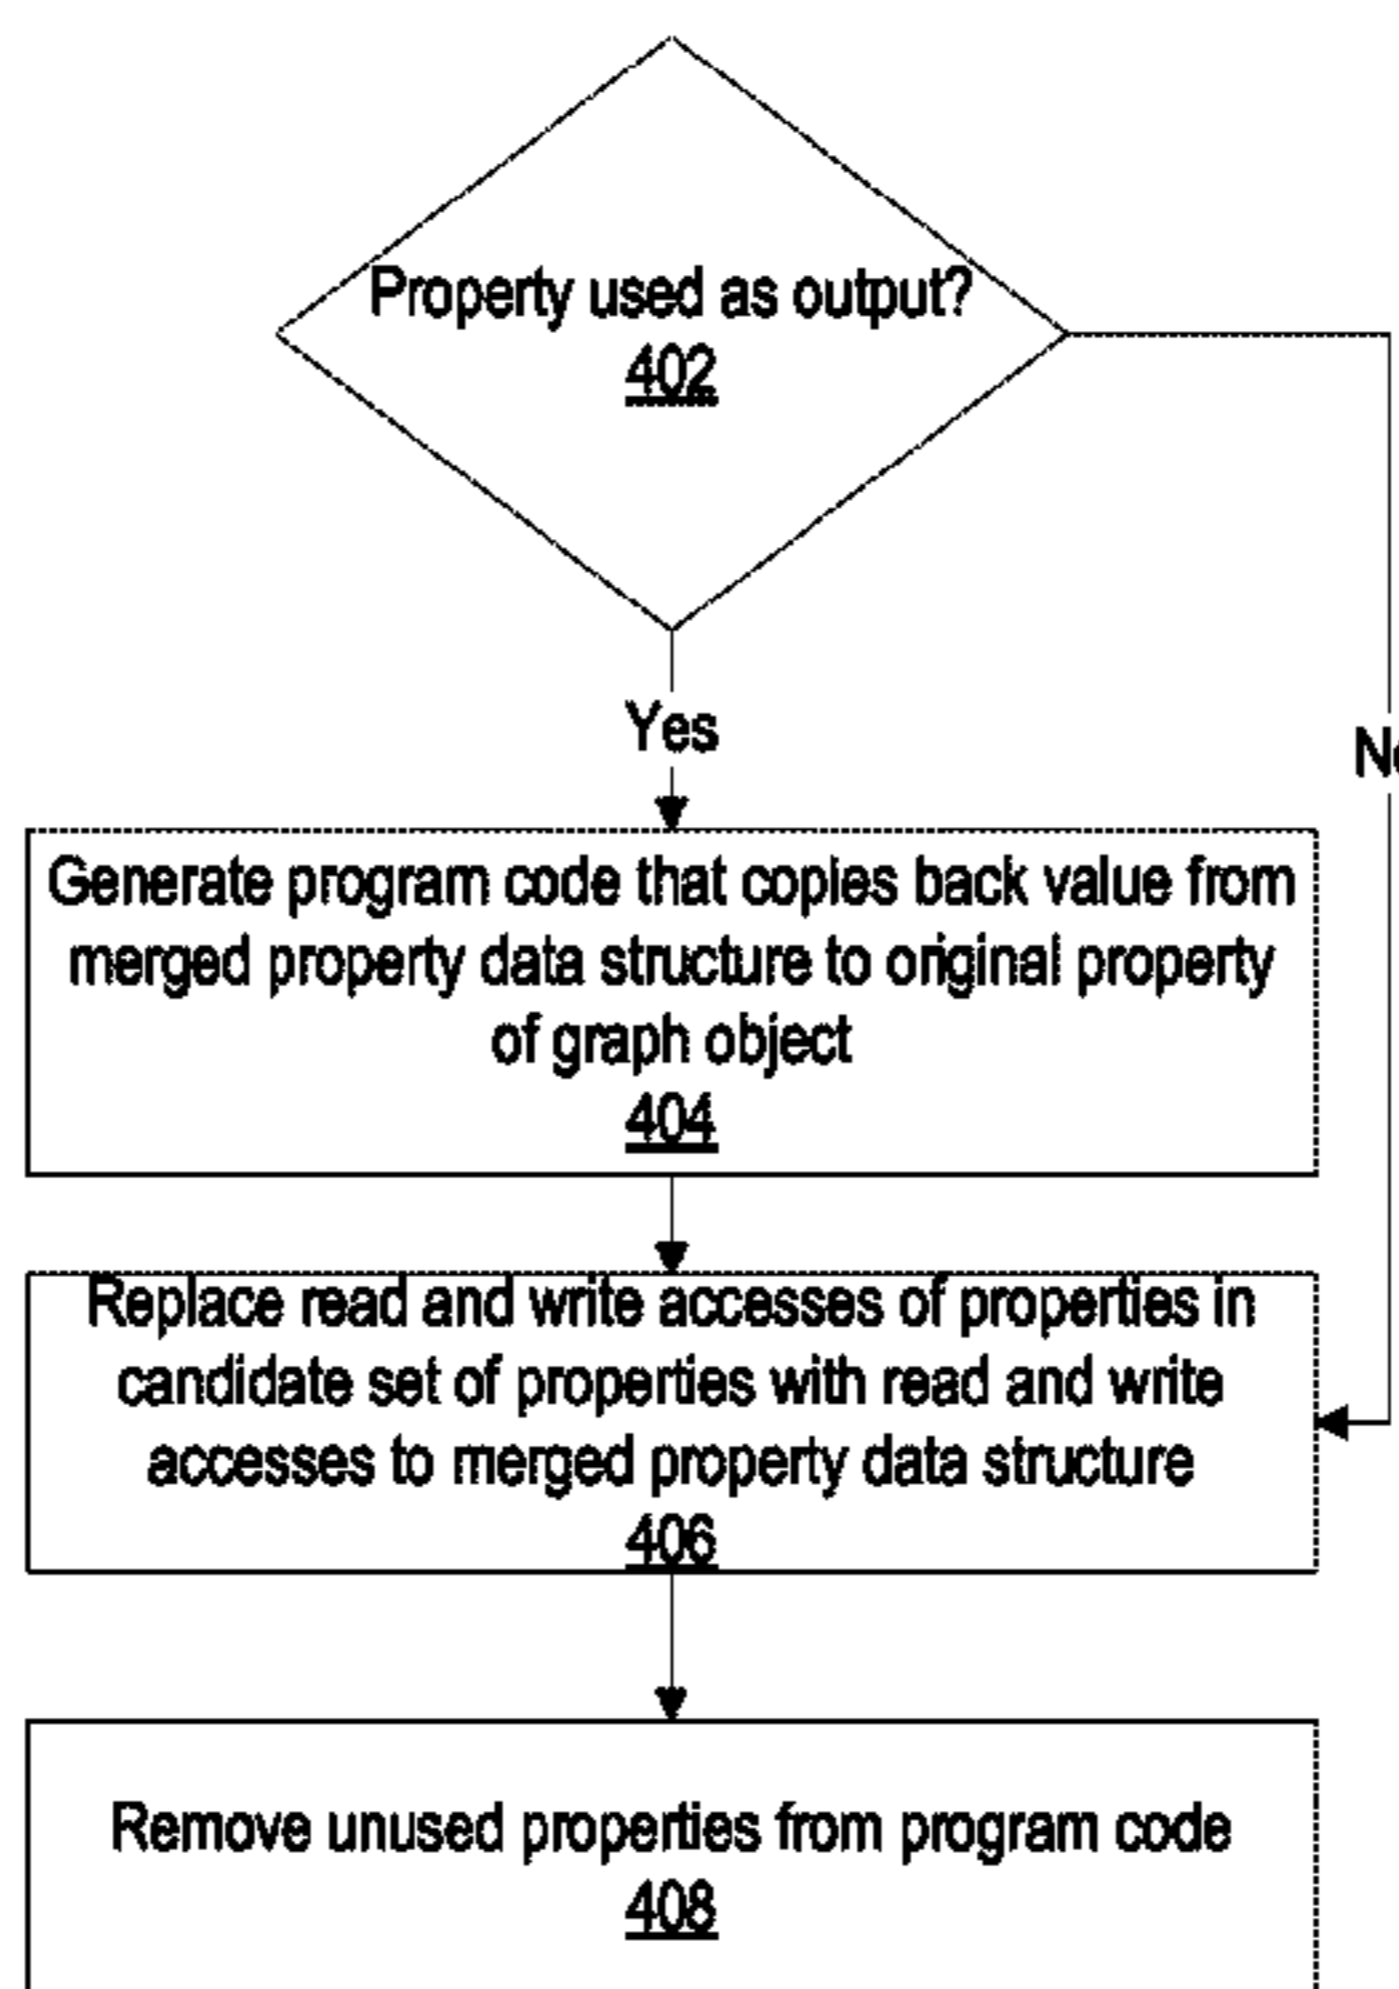 Property used as output?
402
Yes
Generate program code that copies back value from
merged property data structure to original property
of graph object
404
Replace read and write accesses of properties in
candidate set of properties with read and write
accesses to merged property data structure
406
Remove unused properties from program code
408